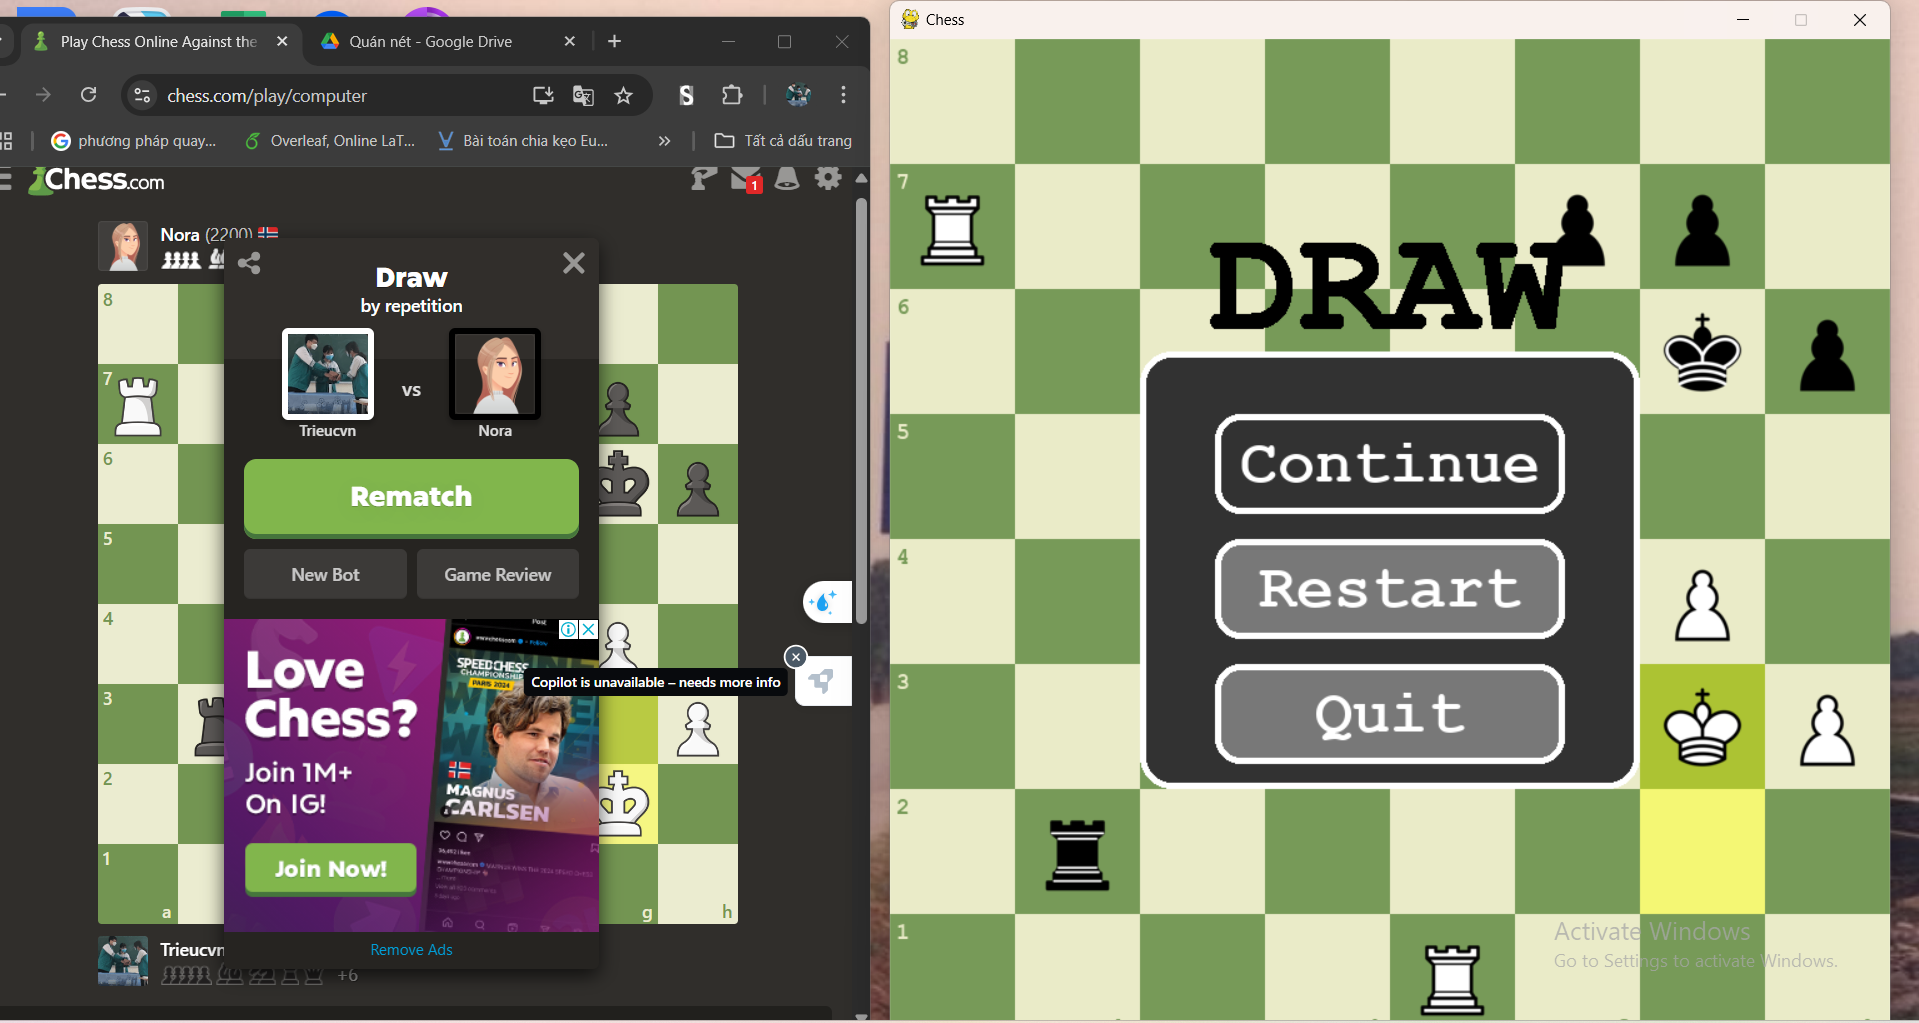 Play Chess Online Against the
Quán nét - Google Drive
chess.com/play/computer
phương pháp quay...
Overleaf, Online LaT...
Bài toán chia kẹo Eu...
»
Tất cả dấu trang
Chess.com
1
Nora (2200)
Draw
by repetition
vs
Trieucvn
Nora
Rematch
New Bot
Game Review
Post
www.chesscom
SPEEDCHESS
CHAMPIONSHIP
PARIS 2024
Love
Chess?
Join 1M+
On IG!
MAGNUS
CARLSEN
Join Now!
Copilot is unavailable – needs more info
Remove Ads
8
7
6
5
4
3
2
1
a
g
h
Trieucvn
+6
Chess
8
7
6
5
4
3
2
1
DRAW
Continue
Restart
Quit
Activate Windows
Go to Settings to activate Windows.